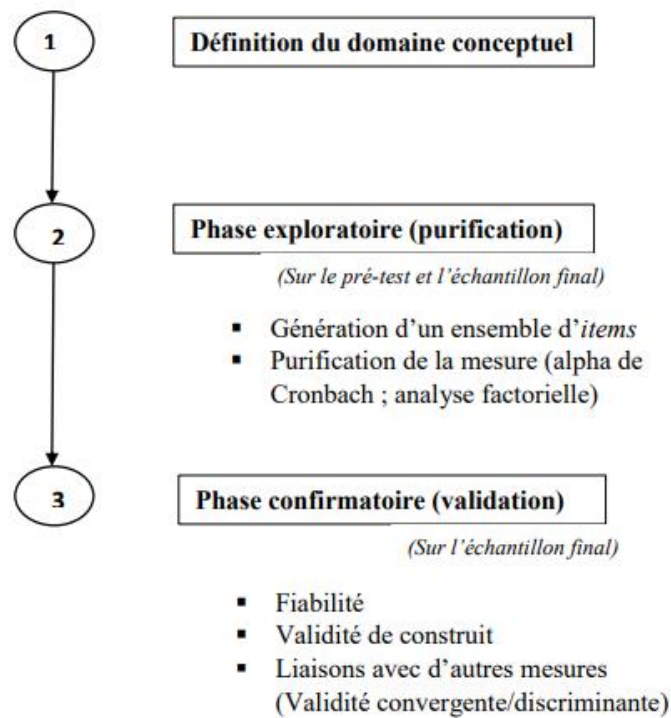 1
Définition du domaine conceptuel
2
Phase exploratoire (purification)
(Sur le pré-test et l'échantillon final)
▪ Génération d'un ensemble d'items
▪ Purification de la mesure (alpha de
Cronbach ; analyse factorielle)
3
Phase confirmatoire (validation)
(Sur l'échantillon final)
▪ Fiabilité
▪ Validité de construit
▪ Liaisons avec d'autres mesures
(Validité convergente/discriminante)